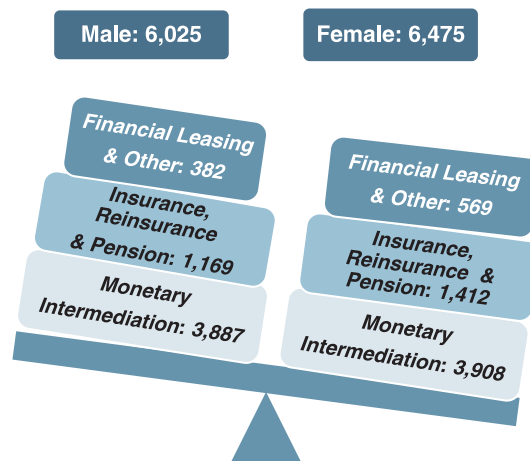 Male: 6,025
Female: 6,475
Financial Leasing
& Other: 382
Insurance,
Reinsurance
& Pension: 1,169
Monetary
Intermediation: 3,887
Financial Leasing
& Other: 569
Insurance,
Reinsurance &
Pension: 1,412
Monetary
Intermediation: 3,908